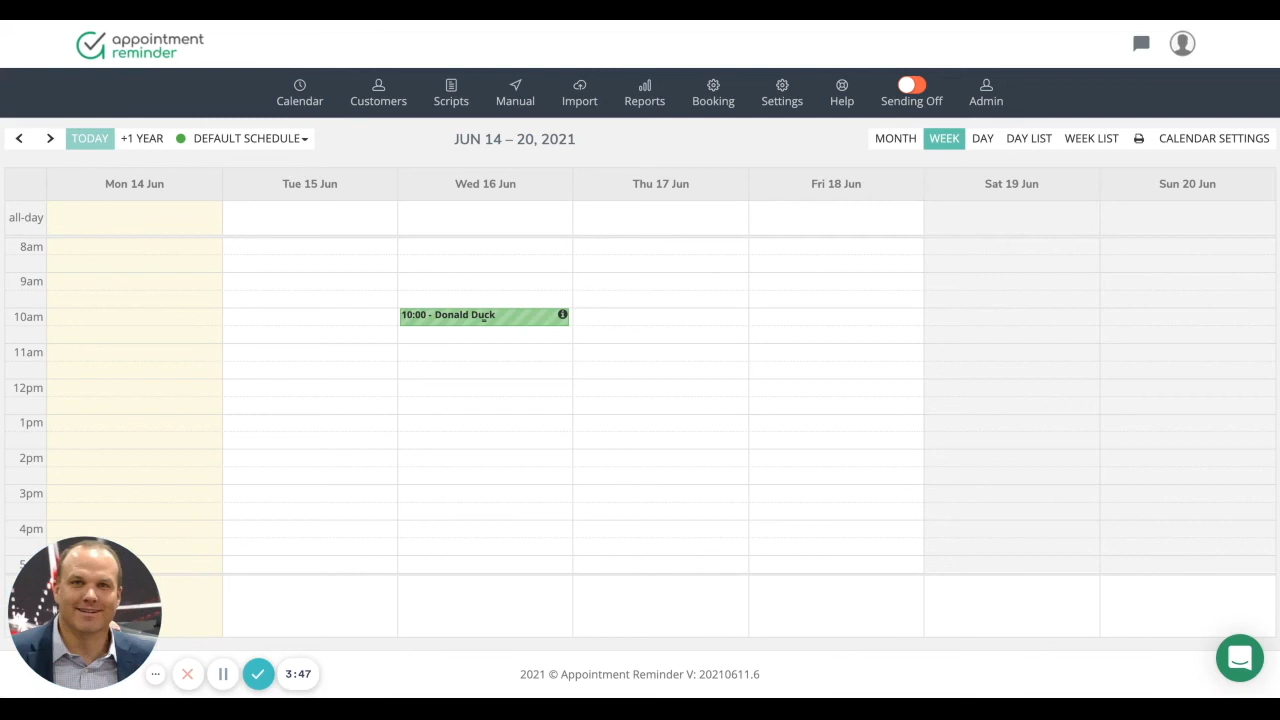 appointment
reminder
Calendar
Customers
Scripts
Manual
Import
Reports
Booking
Settings
Help
Sending Off
Admin
TODAY
+1 YEAR
DEFAULT SCHEDULE
JUN 14 – 20, 2021
MONTH
WEEK
DAY
DAY LIST
WEEK LIST
CALENDAR SETTINGS
Mon 14 Jun
Tue 15 Jun
Wed 16 Jun
Thu 17 Jun
Fri 18 Jun
Sat 19 Jun
Sun 20 Jun
all-day
8am
9am
10am
10:00 - Donald Duck
11am
12pm
1pm
2pm
3pm
4pm
3:47
2021 © Appointment Reminder V: 20210611.6